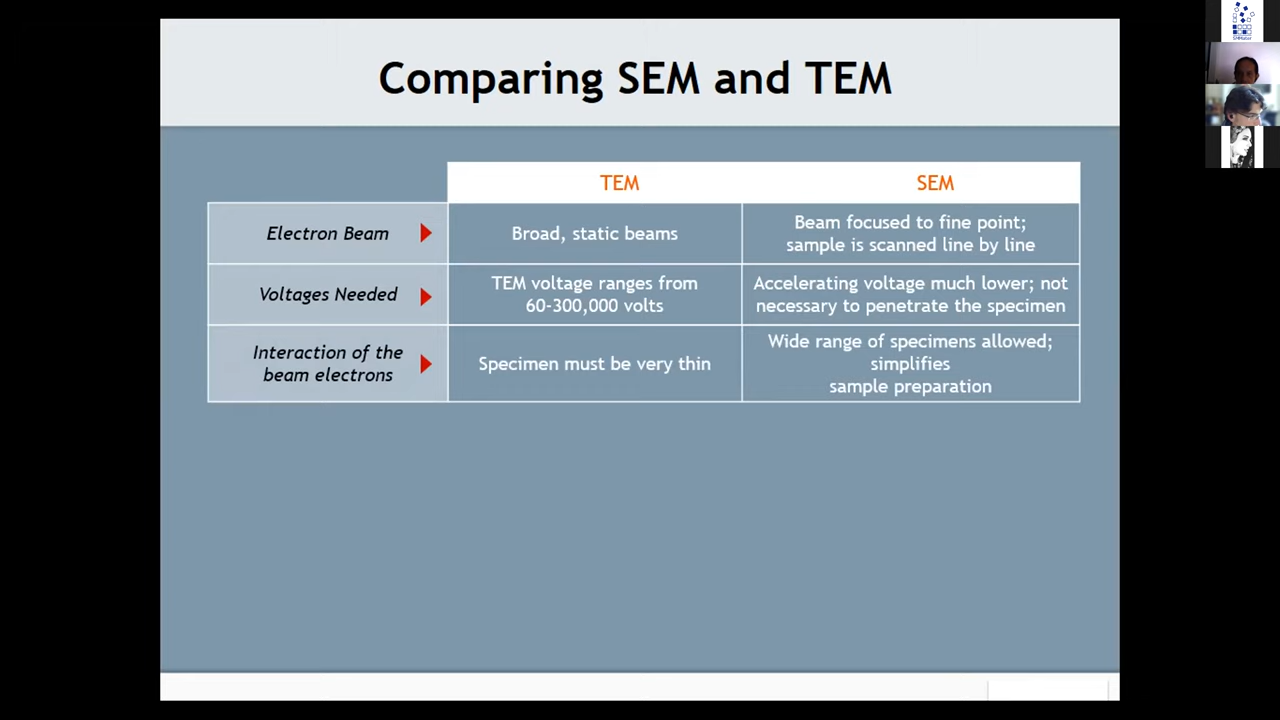 Comparing SEM and TEM
TEM
SEM
Electron Beam
Broad, static beams
Beam focused to fine point;
sample is scanned line by line
Voltages Needed
TEM voltage ranges from
60-300,000 volts
Accelerating voltage much lower; not
necessary to penetrate the specimen
Interaction of the
beam electrons
Specimen must be very thin
Wide range of specimens allowed;
simplifies
sample preparation